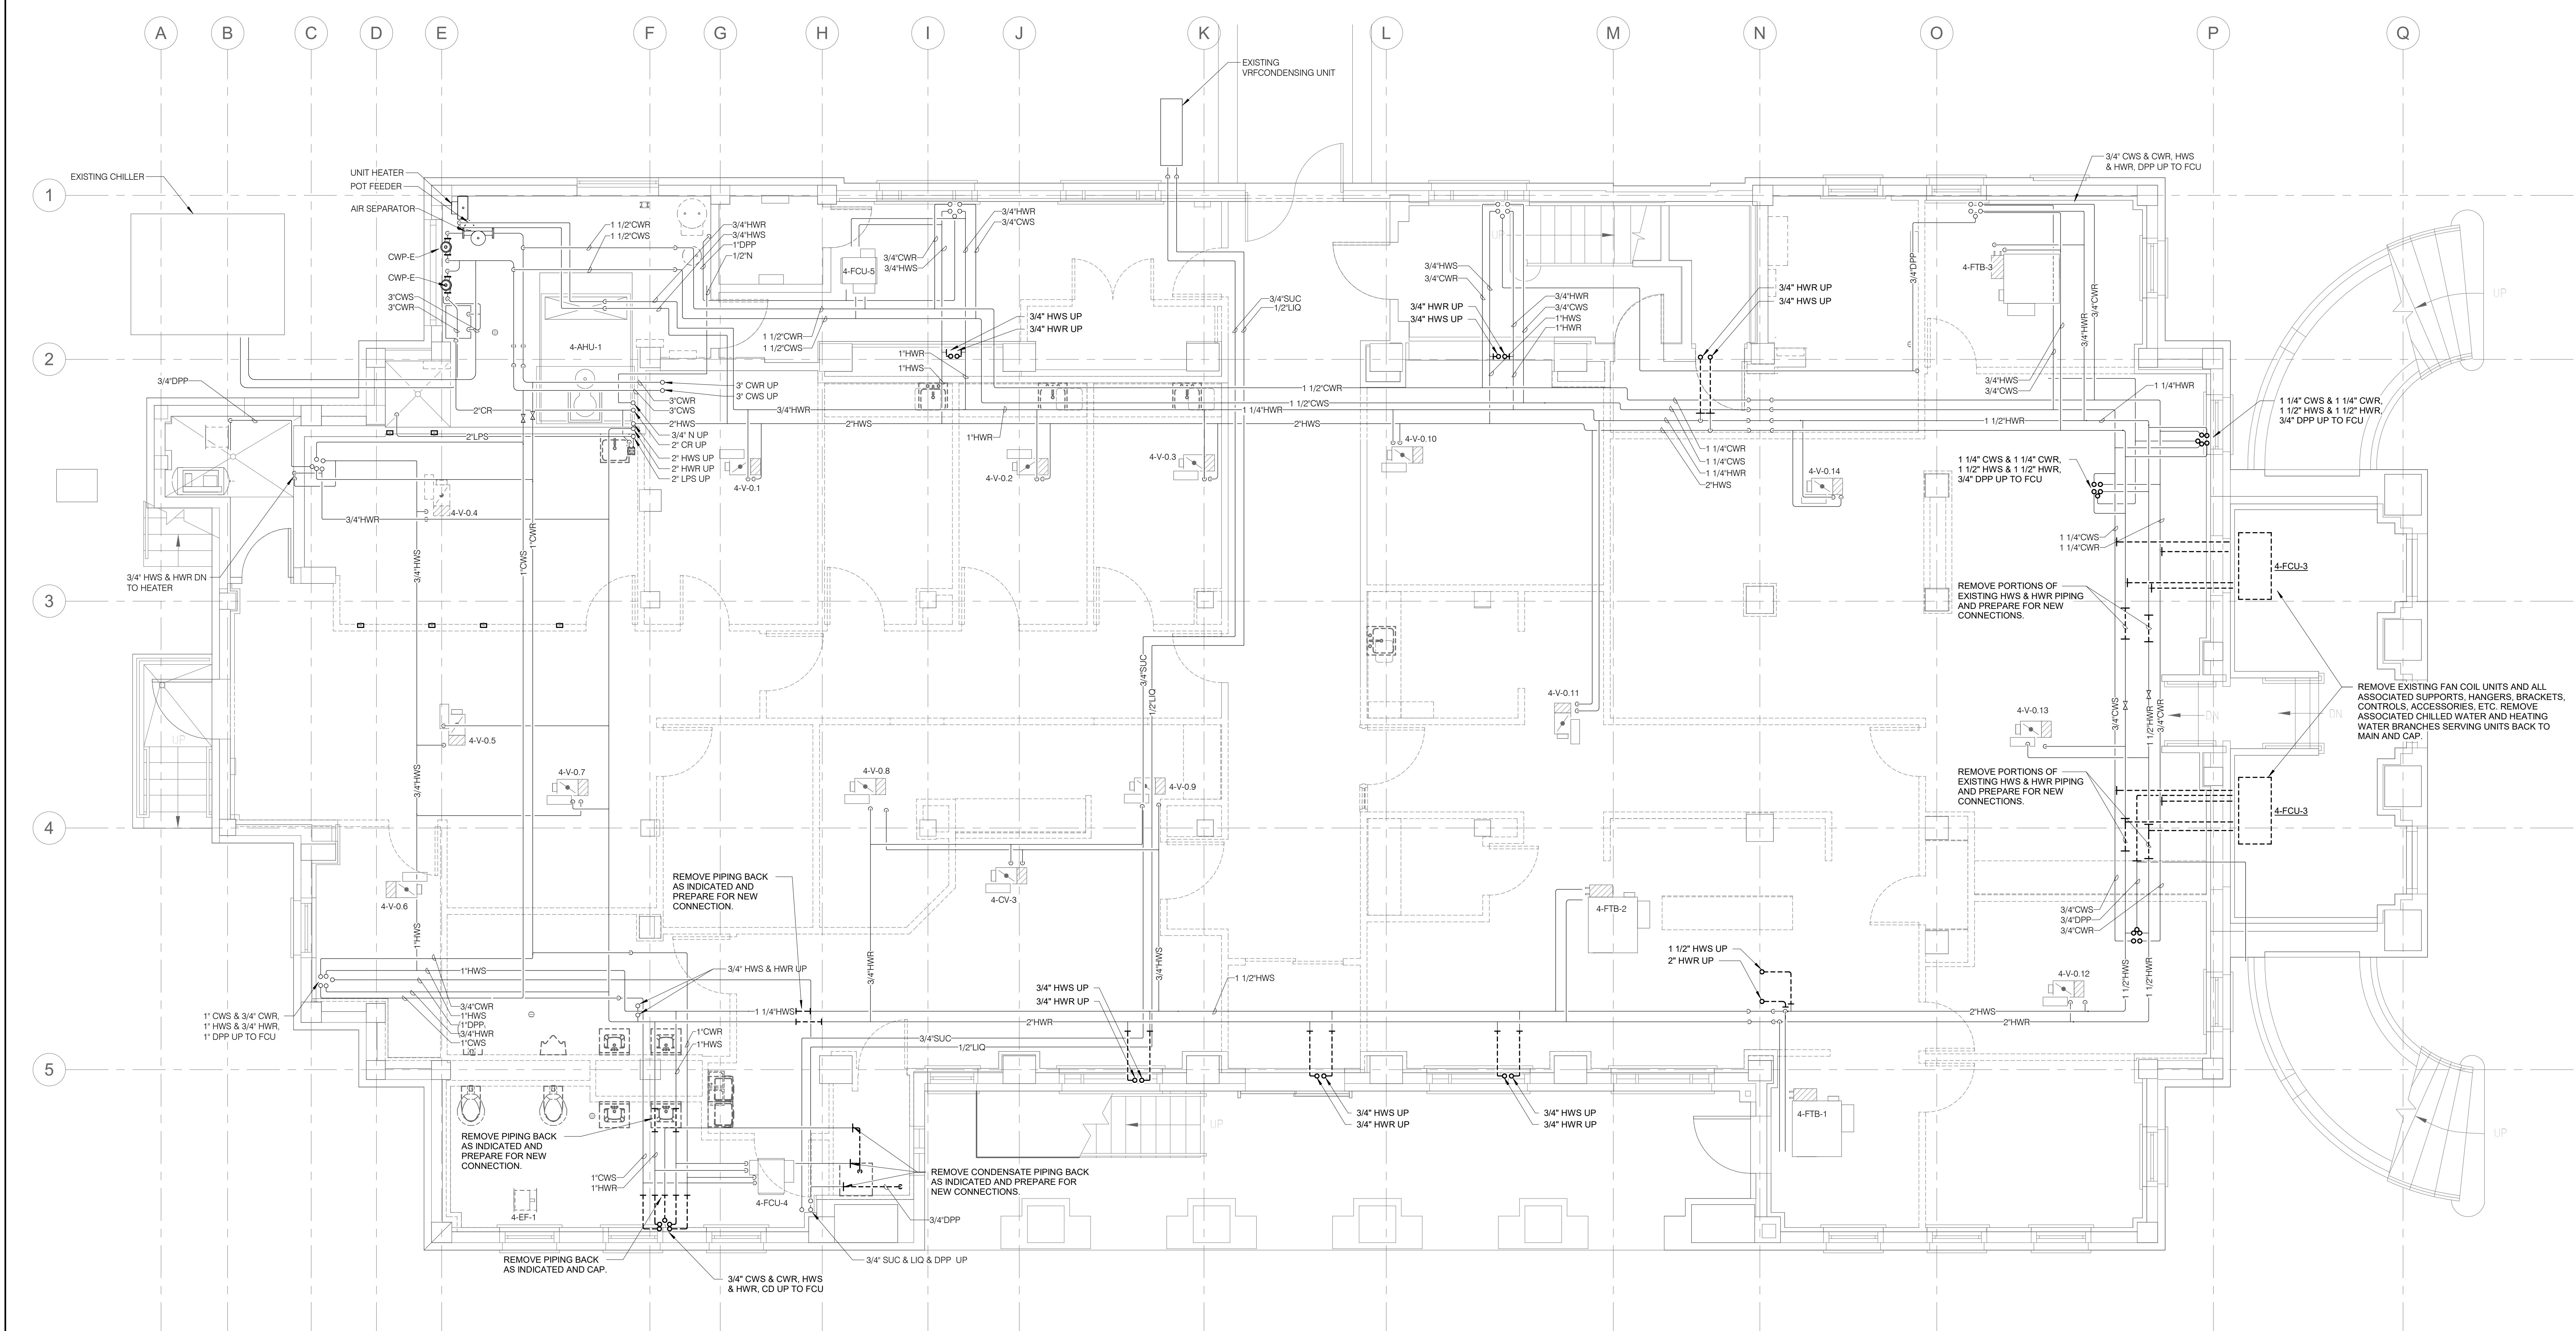 A
B
C
D
E
F
G
H
I
J
K
L
M
N
O
P
Q
1
2
3
4
5
EXISTING
VRFCONDENSING UNIT
EXISTING CHILLER
UNIT HEATER
POT FEEDER
AIR SEPARATOR
CWP-E
CWP-E
3"CWS
3"CWR
3/4"DPP
1 1/2"CWR
1 1/2"CWS
3/4"HWR
3/4"HWS
1"DPP
1/2"N
4-FCU-5
4-AHU-1
3/4"HWR
3/4"CWS
3/4"CWR
3/4"HWS
3/4" HWS UP
3/4" HWR UP
1 1/2"CWR
1 1/2"CWS
1"HWR
1"HWS
3/4"SUC
1/2"LIQ
3/4"HWS
3/4"CWR
3/4" HWR UP
3/4" HWS UP
3/4"HWR
3/4"CWS
1"HWS
1"HWR
UP
3/4" HWR UP
3/4" HWS UP
3/4"DPP
4-FTB-3
3/4"HWR
3/4"CWR
3/4" CWS & CWR, HWS
& HWR, DPP UP TO FCU
3/4"HWS
3/4"CWS
1 1/4"HWR
UP
3" CWR UP
3" CWS UP
3"CWR
3"CWS
3/4" N UP
2" CR UP
2" HWS UP
2" HWR UP
2" LPS UP
2"CR
2"LPS
3/4"HWR
2"HWS
2"HWS
1"HWR
1 1/2"CWR
1 1/2"CWS
1 1/4"HWR
2"HWS
1 1/2"HWR
4-V-0.1
4-V-0.2
4-V-0.3
4-V-0.10
4-V-0.14
4-V-0.4
1 1/4"CWR
1 1/4"CWS
1 1/4"HWR
2"HWS
1 1/4" CWS & 1 1/4" CWR,
1 1/2" HWS & 1 1/2" HWR,
3/4" DPP UP TO FCU
1 1/4" CWS & 1 1/4" CWR,
1 1/2" HWS & 1 1/2" HWR,
3/4" DPP UP TO FCU
1 1/4"CWS
1 1/4"CWR
3/4"HWR
3/4"HWS
1"CWS
1"CWR
3/4" HWS & HWR DN
TO HEATER
4-FCU-3
REMOVE PORTIONS OF
EXISTING HWS & HWR PIPING
AND PREPARE FOR NEW
CONNECTIONS.
REMOVE EXISTING FAN COIL UNITS AND ALL
ASSOCIATED SUPPORTS, HANGERS, BRACKETS,
CONTROLS, ACCESSORIES, ETC. REMOVE
ASSOCIATED CHILLED WATER AND HEATING
WATER BRANCHES SERVING UNITS BACK TO
MAIN AND CAP.
UP
4-V-0.5
3/4"HWS
3/4"SUC
1/2"LIQ
4-V-0.11
4-V-0.13
3/4"CWS
1 1/2"HWR
3/4"CWR
DN
DN
4-V-0.7
4-V-0.8
4-V-0.9
REMOVE PORTIONS OF
EXISTING HWS & HWR PIPING
AND PREPARE FOR NEW
CONNECTIONS.
4-FCU-3
4-V-0.6
REMOVE PIPING BACK
AS INDICATED AND
PREPARE FOR NEW
CONNECTION.
4-CV-3
4-FTB-2
3/4"CWS
3/4"DPP
3/4"CWR
1"HWS
3/4"HWR
3/4"HWS
1"HWS
3/4" HWS & HWR UP
1 1/2" HWS UP
2" HWR UP
4-V-0.12
1 1/2"HWS
1 1/2"HWR
1" CWS & 3/4" CWR,
1" HWS & 3/4" HWR,
1" DPP UP TO FCU
3/4"CWR
1"HWS
1"DPP
3/4"HWR
1"CWS
3/4" HWS UP
3/4" HWR UP
1 1/2"HWS
1 1/4"HWS
2"HWR
2"HWS
2"HWR
1"CWR
1"HWS
3/4"SUC
1/2"LIQ
REMOVE PIPING BACK
AS INDICATED AND
PREPARE FOR NEW
CONNECTION.
1"CWS
1"HWR
4-EF-1
4-FCU-4
REMOVE CONDENSATE PIPING BACK
AS INDICATED AND PREPARE FOR
NEW CONNECTIONS.
3/4"DPP
UP
3/4" HWS UP
3/4" HWR UP
3/4" HWS UP
3/4" HWR UP
4-FTB-1
UP
REMOVE PIPING BACK
AS INDICATED AND CAP.
3/4" SUC & LIQ & DPP UP
3/4" CWS & CWR, HWS
& HWR, CD UP TO FCU